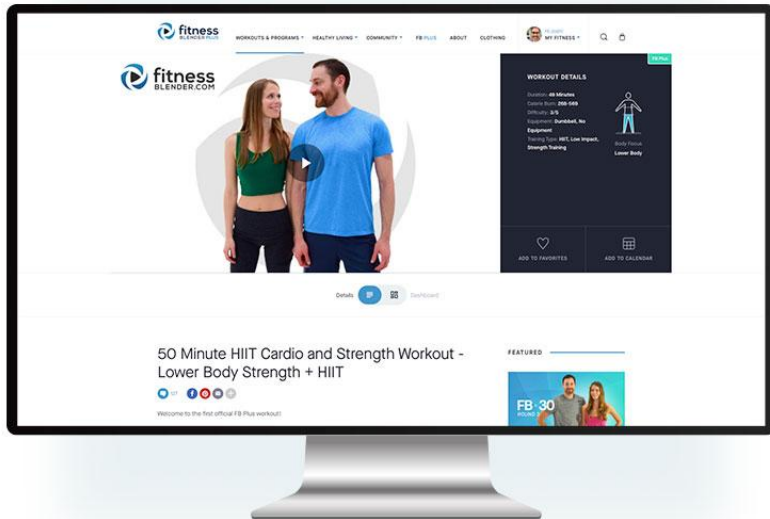 fitness
BLENDER PLUS
WORKOUTS & PROGRAMS
HEALTHY LIVING
COMMUNITY
FB PLUS
ABOUT
CLOTHING
MY FITNESS
fitness
BLENDER.COM
FB Plus
WORKOUT DETAILS
Duration: 49 Minutes
Calorie Burn:
Difficulty: 3/5
Equipment: Dumbbell, No
Equipment
Training Type: HIIT, Low Impact,
Strength Training
Body Focus
Lower Body
ADD TO FAVORITES
ADD TO CALENDAR
Details
Dashboard
50 Minute HIIT Cardio and Strength Workout -
Lower Body Strength + HIIT
FEATURED
Welcome to the first official FB Plus workout!
FB 30